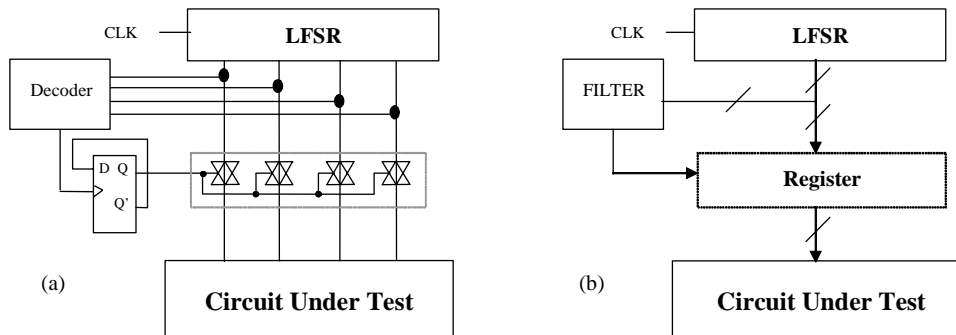 CLK
LFSR
Decoder
D Q
Q'
(a)
Circuit Under Test
CLK
LFSR
FILTER
Register
(b)
Circuit Under Test